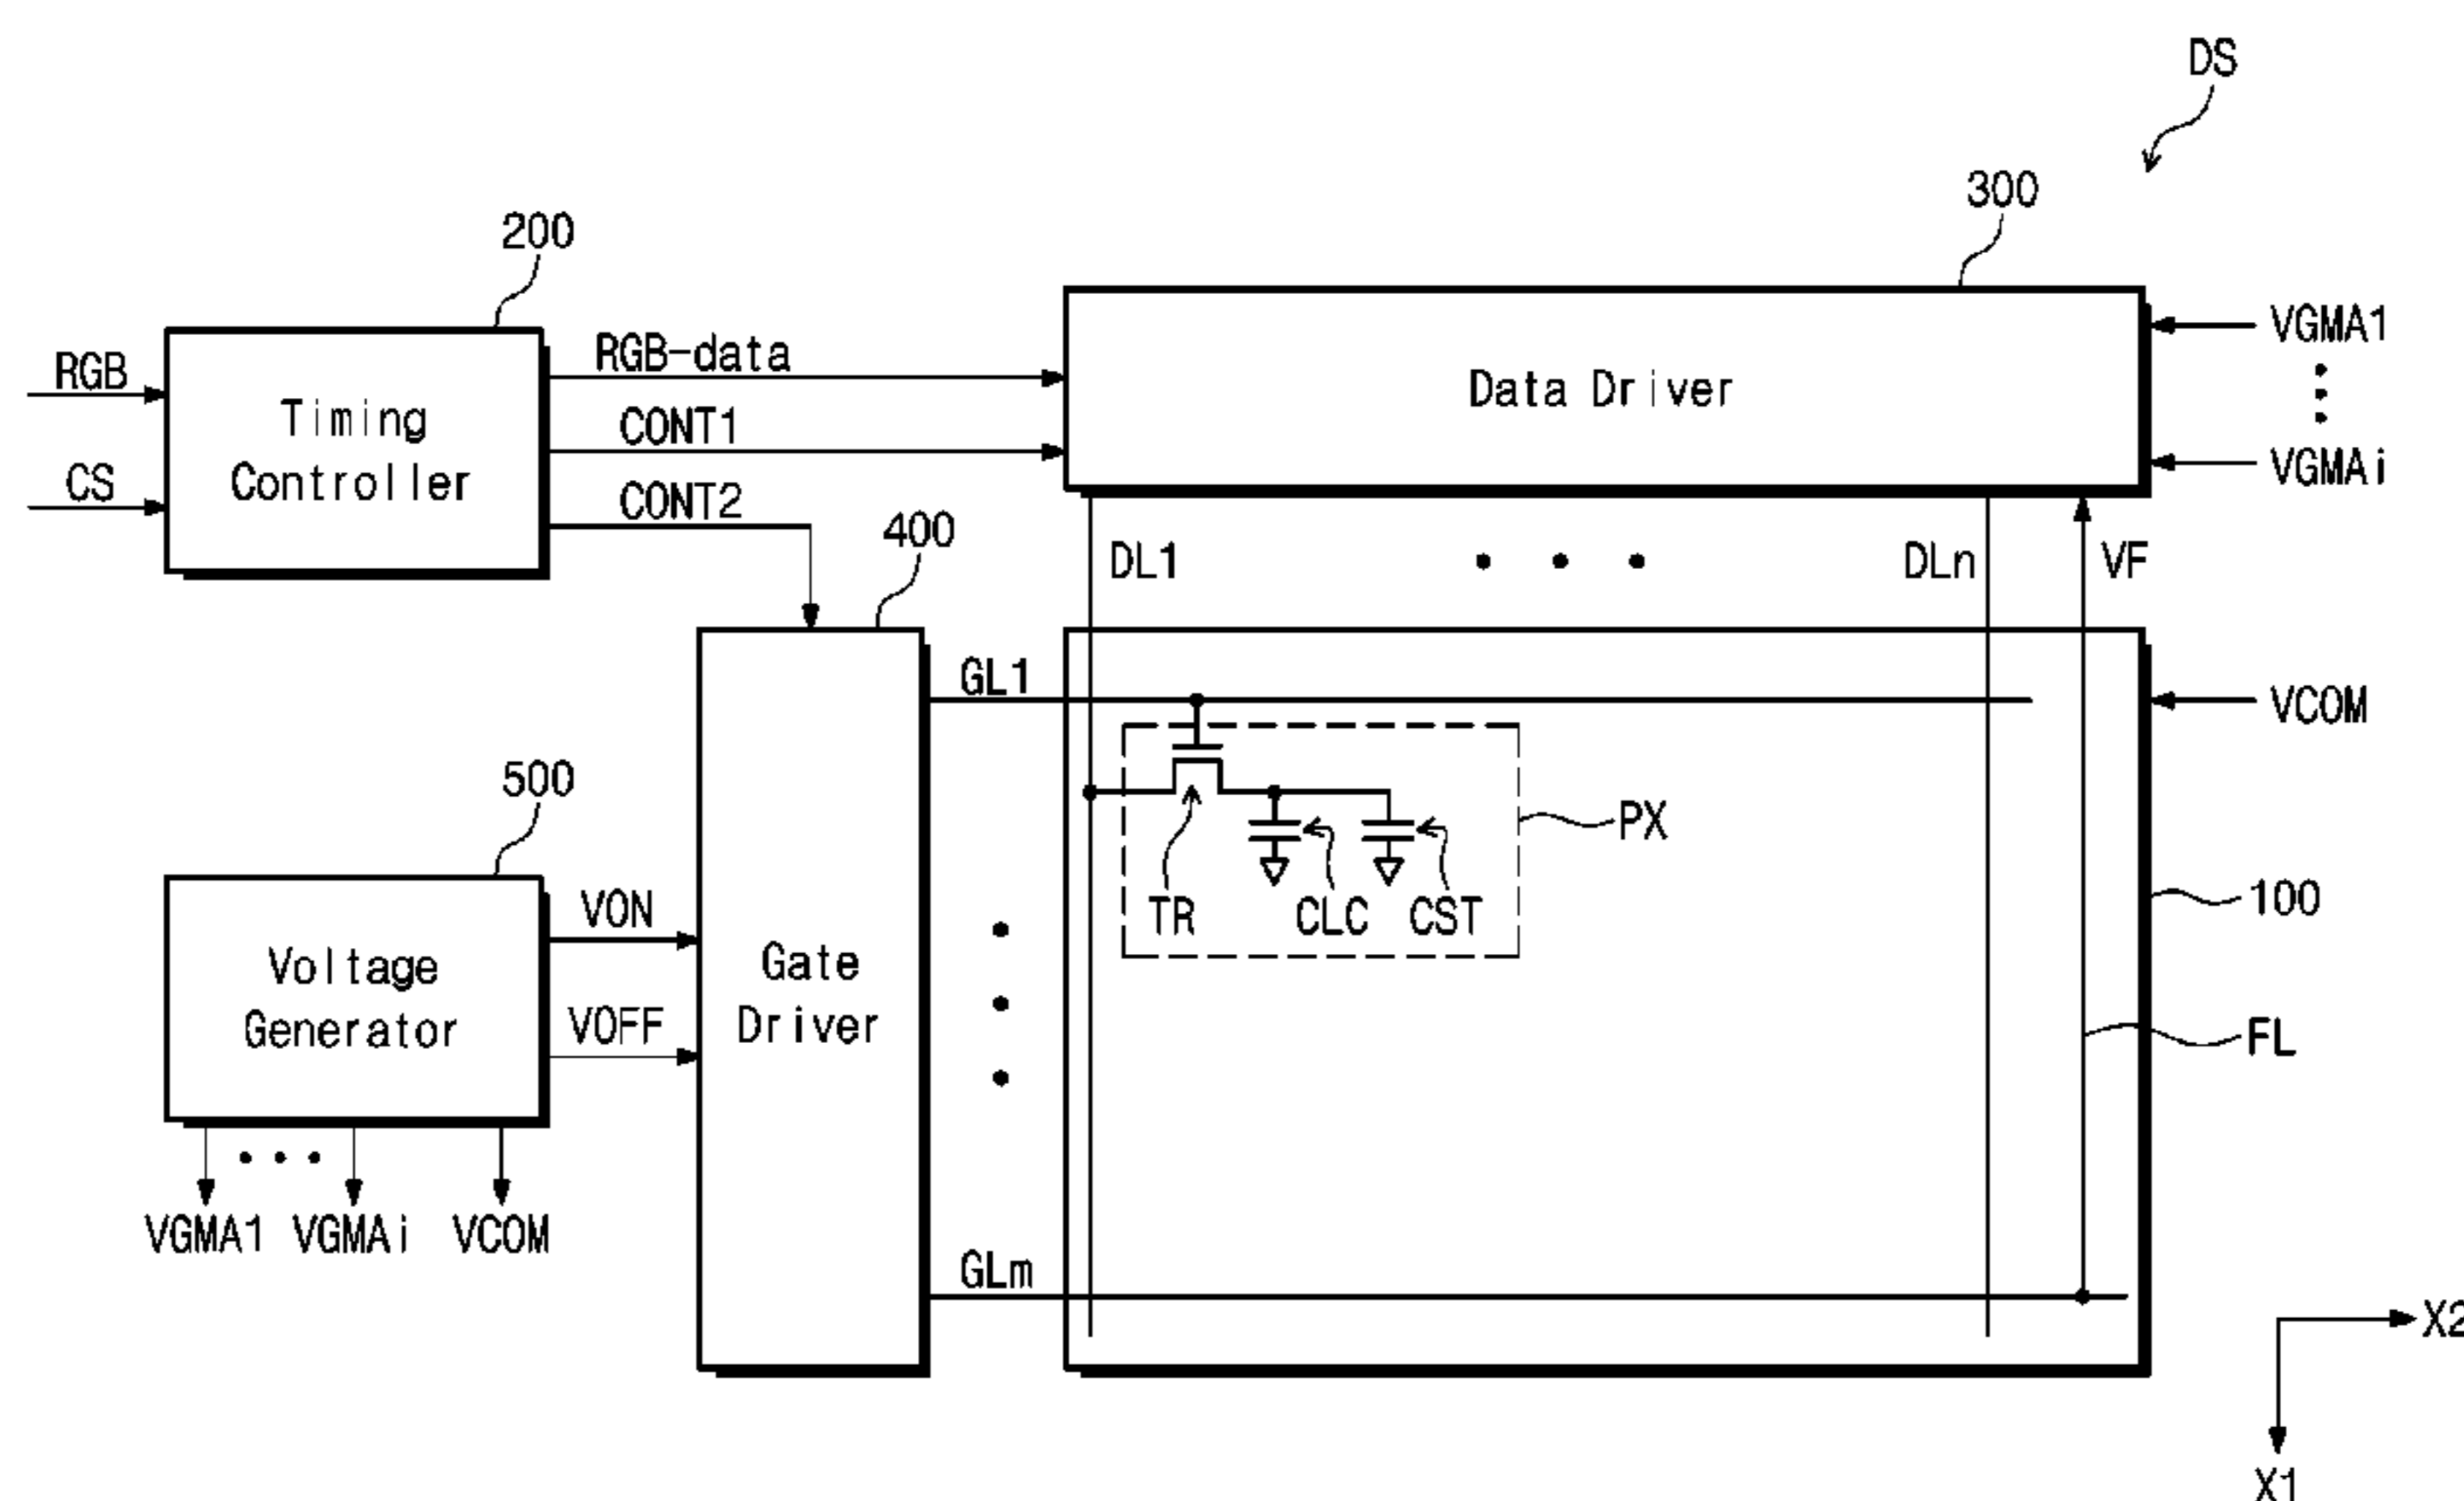 DS
300
200
RGB
CS
Timing
Controller
RGB-data
CONT1
CONT2
Data Driver
VGMA1
VGMAi
400
DL1
DLn
VF
GL1
VCOM
500
PX
TR
CLC
CST
100
Voltage
Generator
VON
VOFF
Gate
Driver
FL
VGMA1
VGMAi
VCOM
GLm
X2
X1